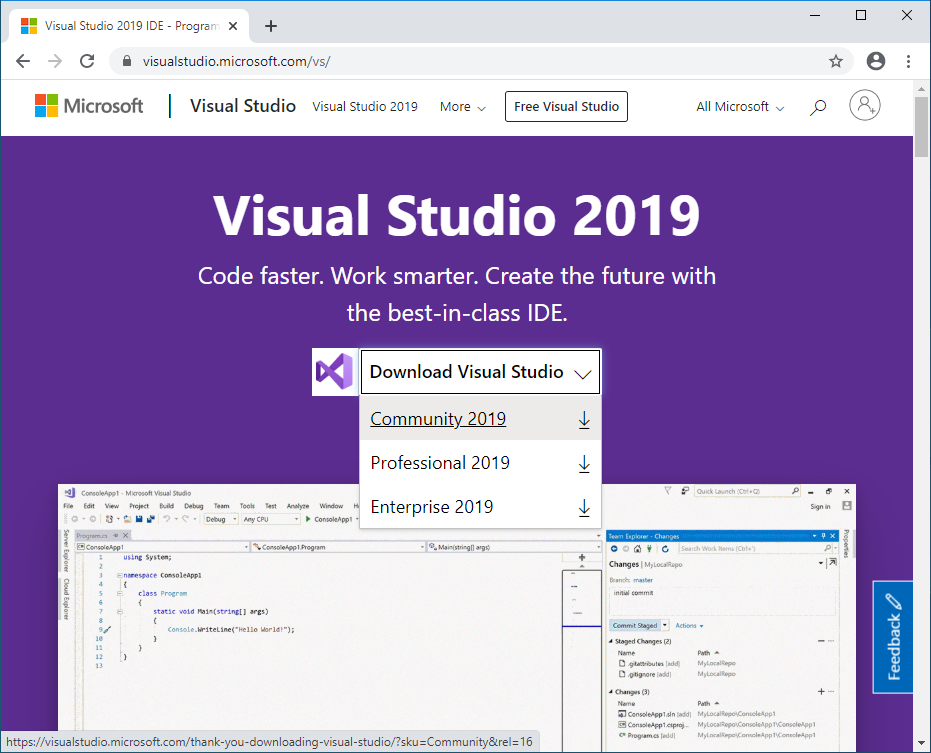 Visual Studio 2019 IDE - Program
visualstudio.microsoft.com/vs/
Microsoft
Visual Studio
Visual Studio 2019
More
Free Visual Studio
All Microsoft
Visual Studio 2019
Code faster. Work smarter. Create the future with
the best-in-class IDE.
Download Visual Studio
Community 2019
Professional 2019
Enterprise 2019
ConsoleApp1 - Microsoft Visual Studio
Quick Launch (Ctrl+Q)
File Edit View Project Build Debug Team Tools Test Analyze Window H
Sign in
Debug Any CPU ConsoleApp1
Server Explorer
Cloud Explorer
Program.cs
ConsoleApp1
ConsoleApp1.Program
Main(string[] args)
1 using System;
2
3 namespace ConsoleApp1
4 {
5 class Program
6 {
7 static void Main(string[] args)
8 {
9 Console.WriteLine("Hello World!");
10 }
11 }
12 }
13
Team Explorer - Changes
Search Work Items (Ctrl+')
Changes | MyLocalRepo
Branch: master
initial commit
Commit Staged
Actions
Staged Changes (2)
Name Path
.gitattributes [add] MyLocalRepo
.gitignore [add] MyLocalRepo
Changes (3)
Name Path
ConsoleApp1.sln [add] MyLocalRepo\ConsoleApp1
ConsoleApp1.csproj... MyLocalRepo\ConsoleApp1\ConsoleApp1
Program.cs [add] MyLocalRepo\ConsoleApp1\ConsoleApp1
Properties
Feedback
https://visualstudio.microsoft.com/thank-you-downloading-visual-studio/?sku=Community&rel=16